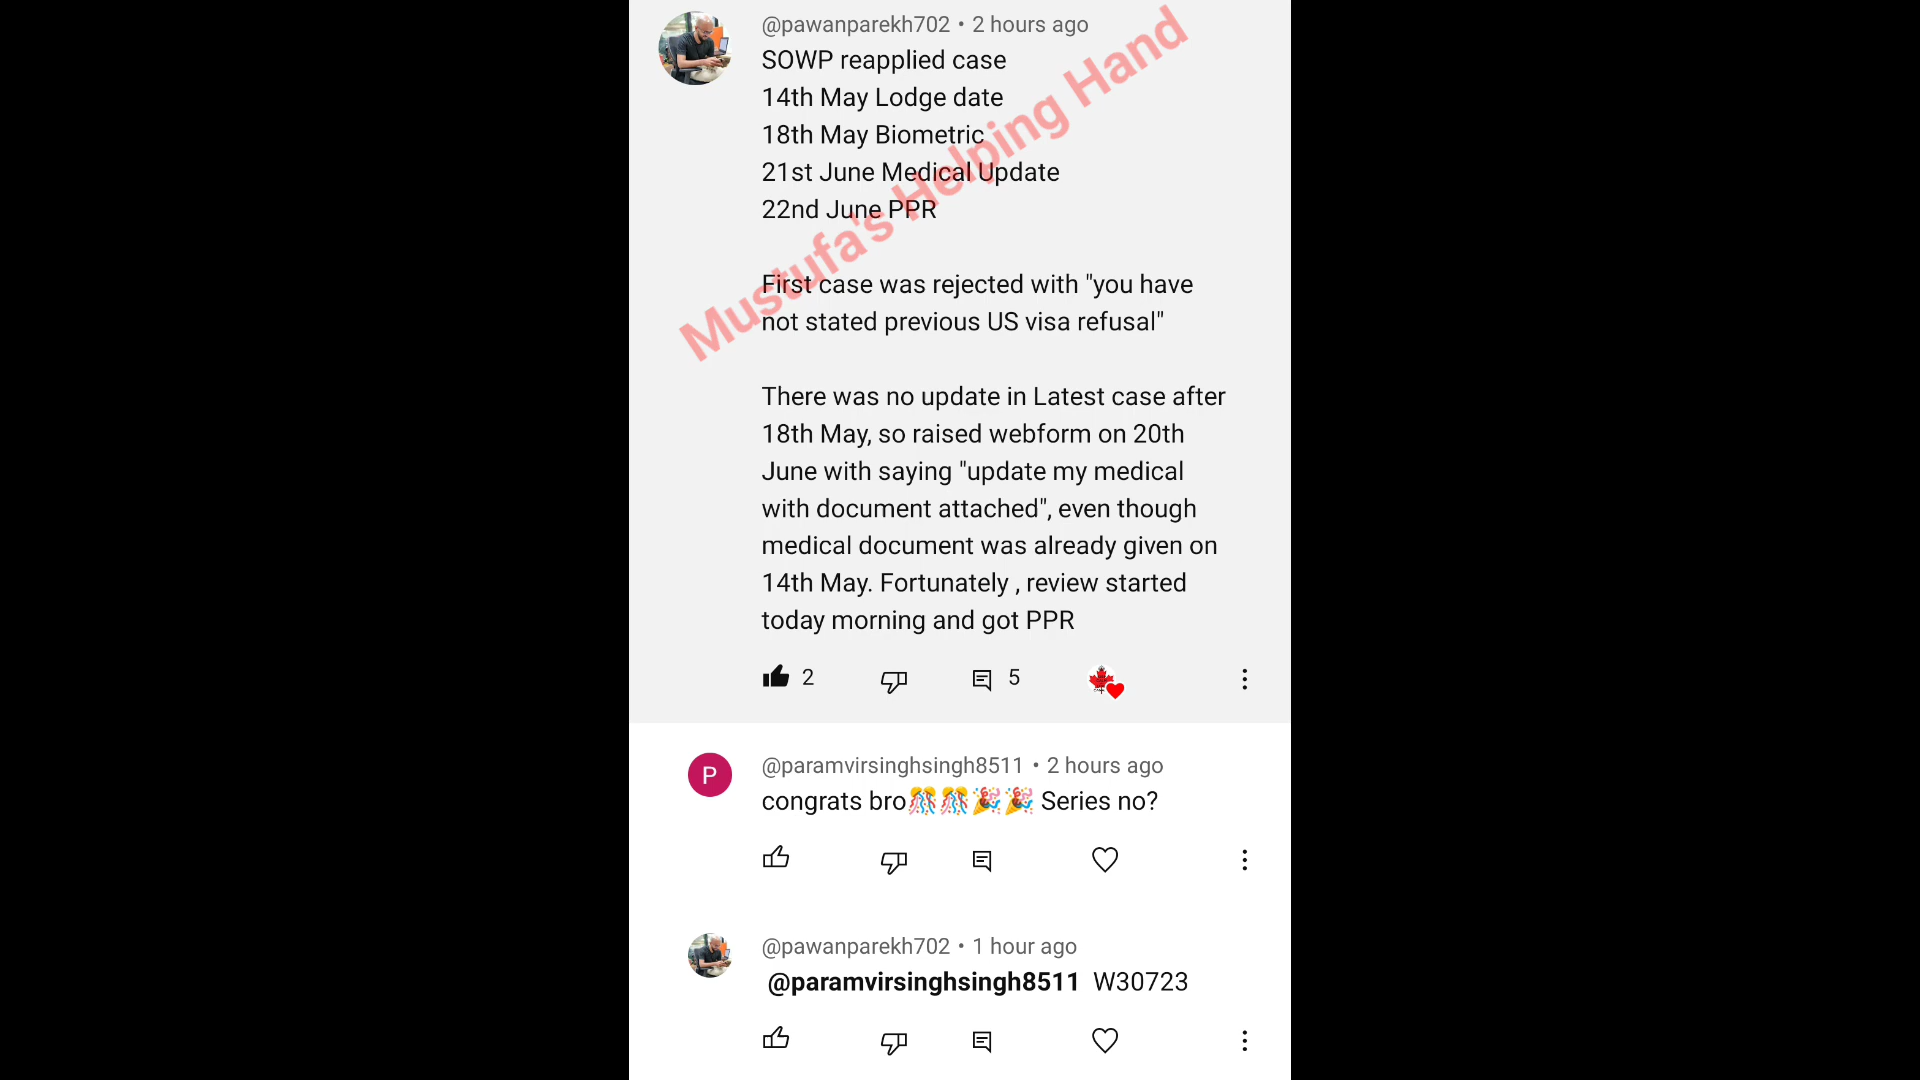 @pawanparekh702 • 2 hours ago
SOWP reapplied case
14th May Lodge date
18th May Biometric
21st June Medical Update
22nd June PPR
Mustufa's Helping Hand
First case was rejected with "you have
not stated previous US visa refusal"
There was no update in Latest case after
18th May, so raised webform on 20th
June with saying "update my medical
with document attached", even though
medical document was already given on
14th May. Fortunately , review started
today morning and got PPR
2
5
P
@paramvirsinghsingh8511 • 2 hours ago
congrats bro🎊🎊🎉🎉 Series no?
@pawanparekh702 • 1 hour ago
@paramvirsinghsingh8511 W30723